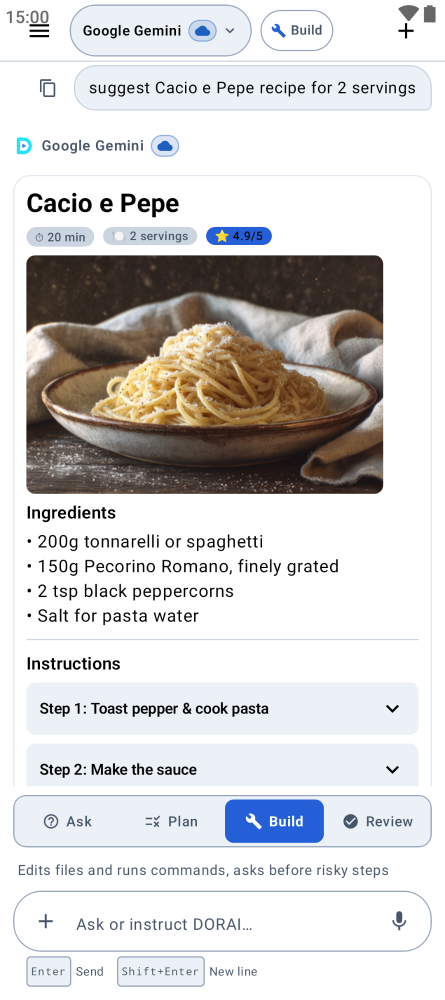 15:00
Google Gemini
Build
suggest Cacio e Pepe recipe for 2 servings
Google Gemini
Cacio e Pepe
⏱ 20 min
🍽 2 servings
⭐ 4.9/5
Ingredients
• 200g tonnarelli or spaghetti
• 150g Pecorino Romano, finely grated
• 2 tsp black peppercorns
• Salt for pasta water
Instructions
Step 1: Toast pepper & cook pasta
Step 2: Make the sauce
Ask
Plan
Build
Review
Edits files and runs commands, asks before risky steps
Ask or instruct DORAI…
Enter Send Shift+Enter New line